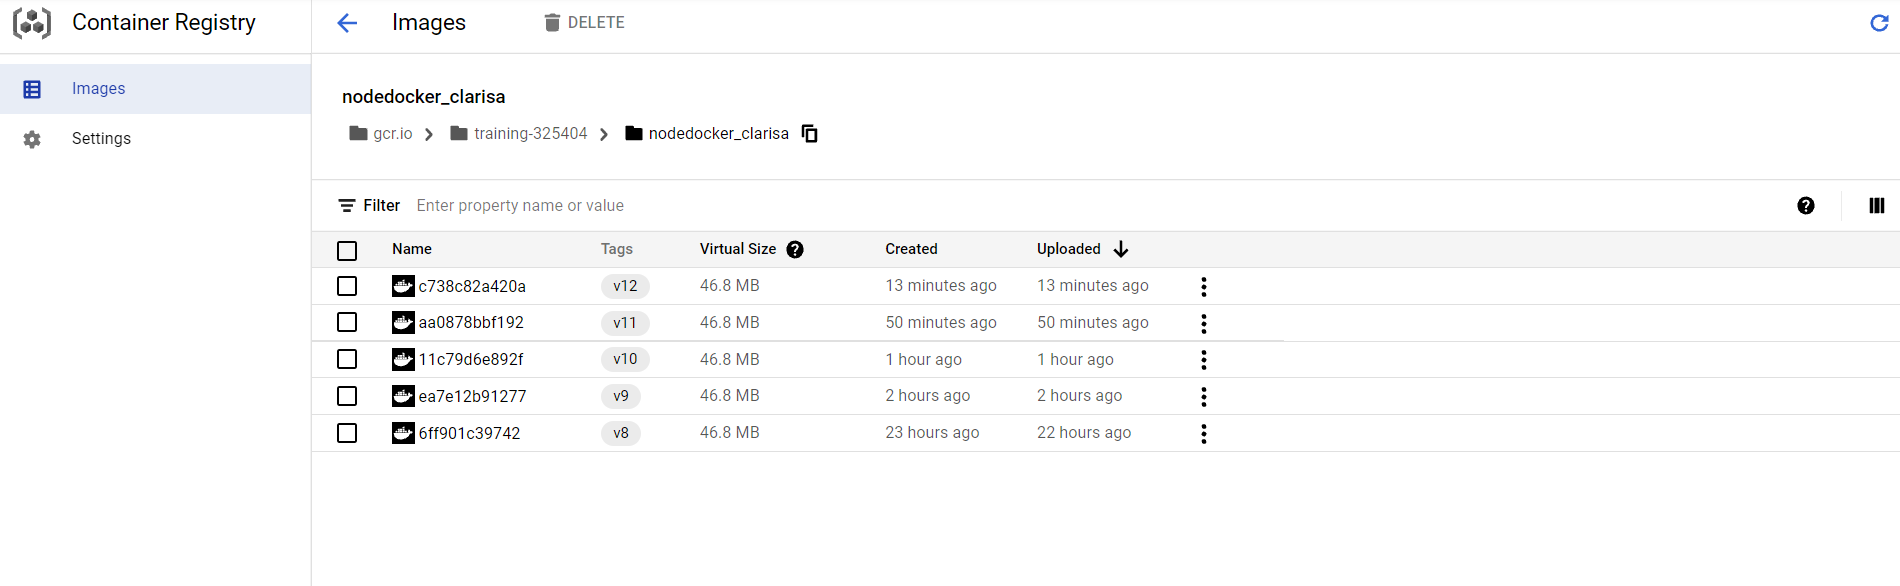 Container Registry
Images
DELETE
Images
Settings
nodedocker_clarisa
gcr.io training-325404 nodedocker_clarisa
Filter Enter property name or value
Name Tags Virtual Size Created Uploaded
c738c82a420a v12 46.8 MB 13 minutes ago 13 minutes ago
aa0878bbf192 v11 46.8 MB 50 minutes ago 50 minutes ago
11c79d6e892f v10 46.8 MB 1 hour ago 1 hour ago
ea7e12b91277 v9 46.8 MB 2 hours ago 2 hours ago
6ff901c39742 v8 46.8 MB 23 hours ago 22 hours ago